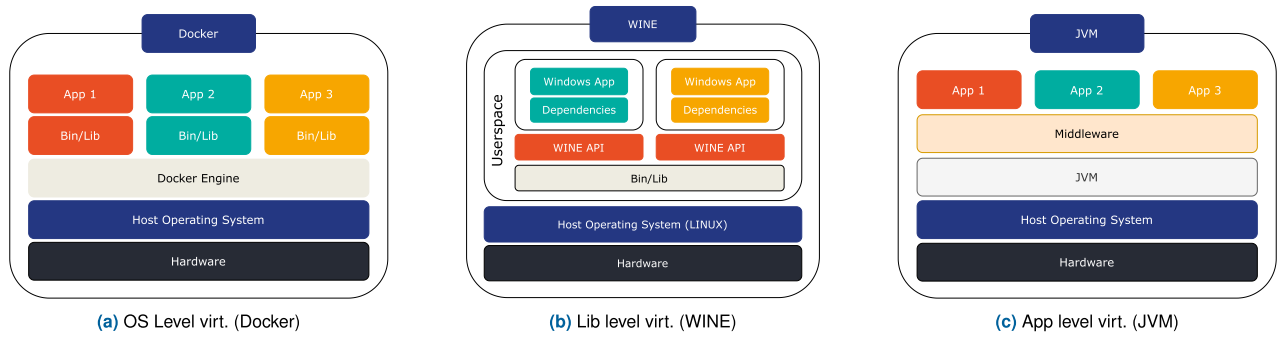 Docker
App 1
App 2
App 3
Bin/Lib
Bin/Lib
Bin/Lib
Docker Engine
Host Operating System
Hardware
(a) OS Level virt. (Docker)
WINE
Userspace
Windows App
Windows App
Dependencies
Dependencies
WINE API
WINE API
Bin/Lib
Host Operating System (LINUX)
Hardware
(b) Lib level virt. (WINE)
JVM
App 1
App 2
App 3
Middleware
JVM
Host Operating System
Hardware
(c) App level virt. (JVM)